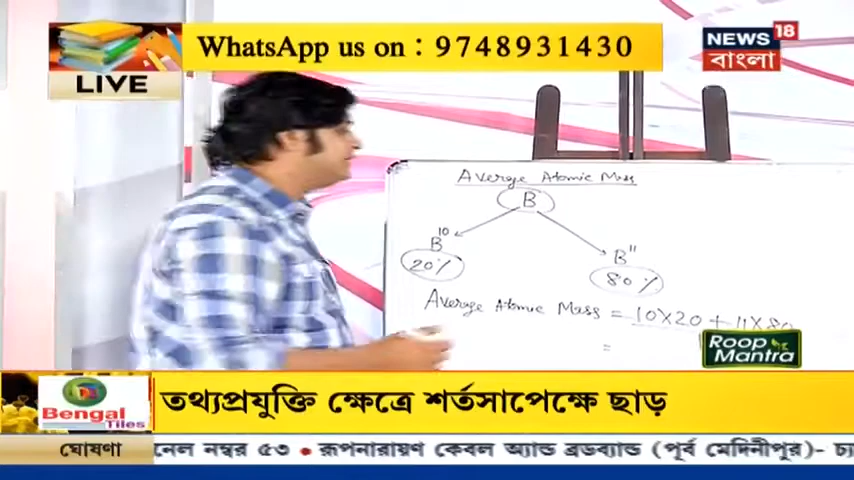 WhatsApp us on : 9748931430
LIVE
NEWS 18
বাংলা
Average Atomic Mass
B
B¹⁰
B¹¹
20%
80%
Average Atomic Mass = 10X20 + 11X80
=
Roop Mantra
Bengal Tiles
তথ্যপ্রযুক্তি ক্ষেত্রে শর্তসাপেক্ষে ছাড়
ঘোষণা
নেল নম্বর ৫৩ • রূপনারায়ণ কেবল অ্যান্ড ব্রডব্যান্ড (পূর্ব মেদিনীপুর)- চ্যা